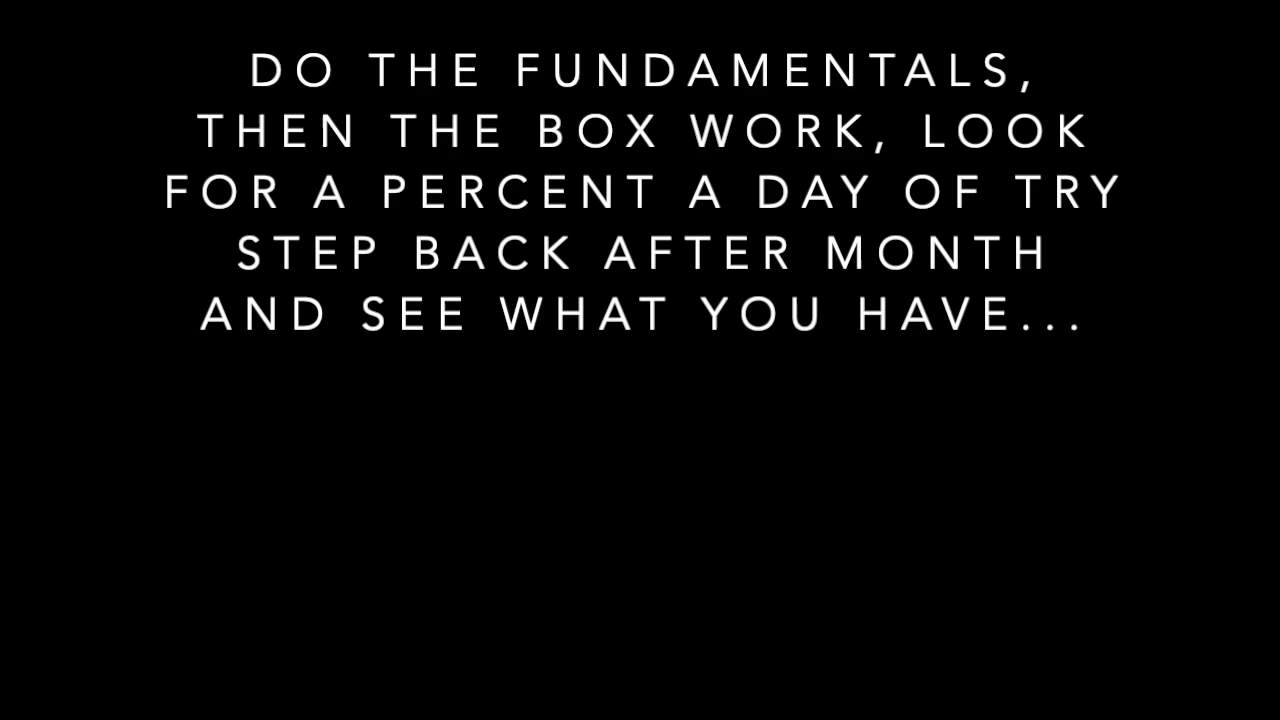 DO THE FUNDAMENTALS,
THEN THE BOX WORK, LOOK
FOR A PERCENT A DAY OF TRY
STEP BACK AFTER MONTH
AND SEE WHAT YOU HAVE...